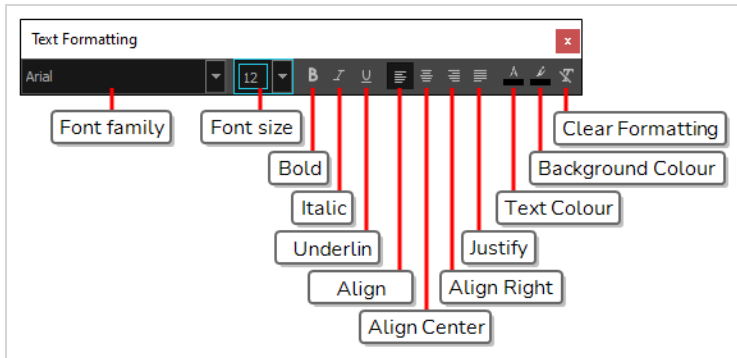 Text Formatting
x
Arial
12
B I U
A
Font family
Font size
Clear Formatting
Bold
Background Colour
Italic
Text Colour
Underlin
Justify
Align
Align Right
Align Center